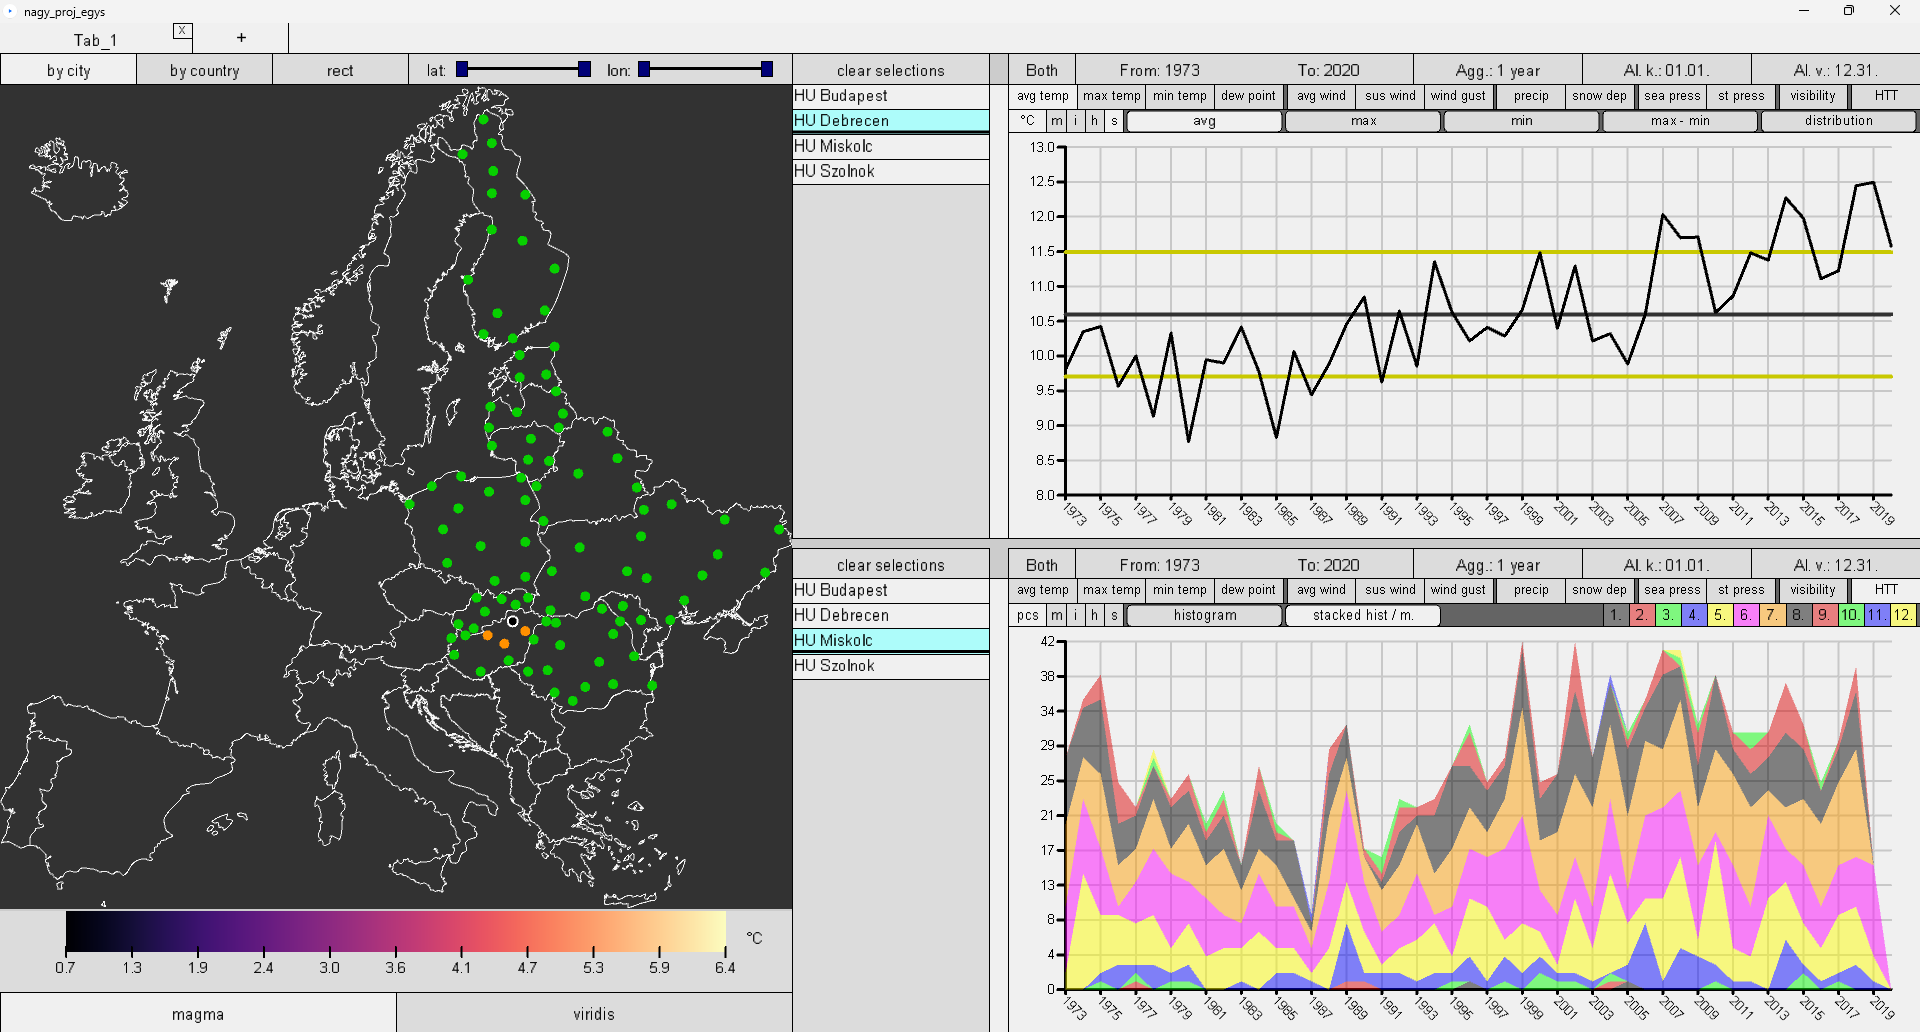 nagy_proj_egys
Tab_1 X +
by city by country rect lat: lon: clear selections Both From: 1973 To: 2020 Agg.: 1 year Al. k.: 01.01. Al. v.: 12.31.
HU Budapest
HU Debrecen
HU Miskolc
HU Szolnok
avg temp max temp min temp dew point avg wind sus wind wind gust precip snow dep sea press st press visibility HTT
°C m i h s avg max min max - min distribution
13.0
12.5
12.0
11.5
11.0
10.5
10.0
9.5
9.0
8.5
8.0
1973 1975 1977 1979 1981 1983 1985 1987 1989 1991 1993 1995 1997 1999 2001 2003 2005 2007 2009 2011 2013 2015 2017 2019
clear selections Both From: 1973 To: 2020 Agg.: 1 year Al. k.: 01.01. Al. v.: 12.31.
HU Budapest
HU Debrecen
HU Miskolc
HU Szolnok
avg temp max temp min temp dew point avg wind sus wind wind gust precip snow dep sea press st press visibility HTT
pcs m i h s histogram stacked hist / m. 1. 2. 3. 4. 5. 6. 7. 8. 9. 10. 11. 12.
42
38
34
29
25
21
17
13
8
4
0
1973 1975 1977 1979 1981 1983 1985 1987 1989 1991 1993 1995 1997 1999 2001 2003 2005 2007 2009 2011 2013 2015 2017 2019
°C
0.7 1.3 1.9 2.4 3.0 3.6 4.1 4.7 5.3 5.9 6.4
magma viridis